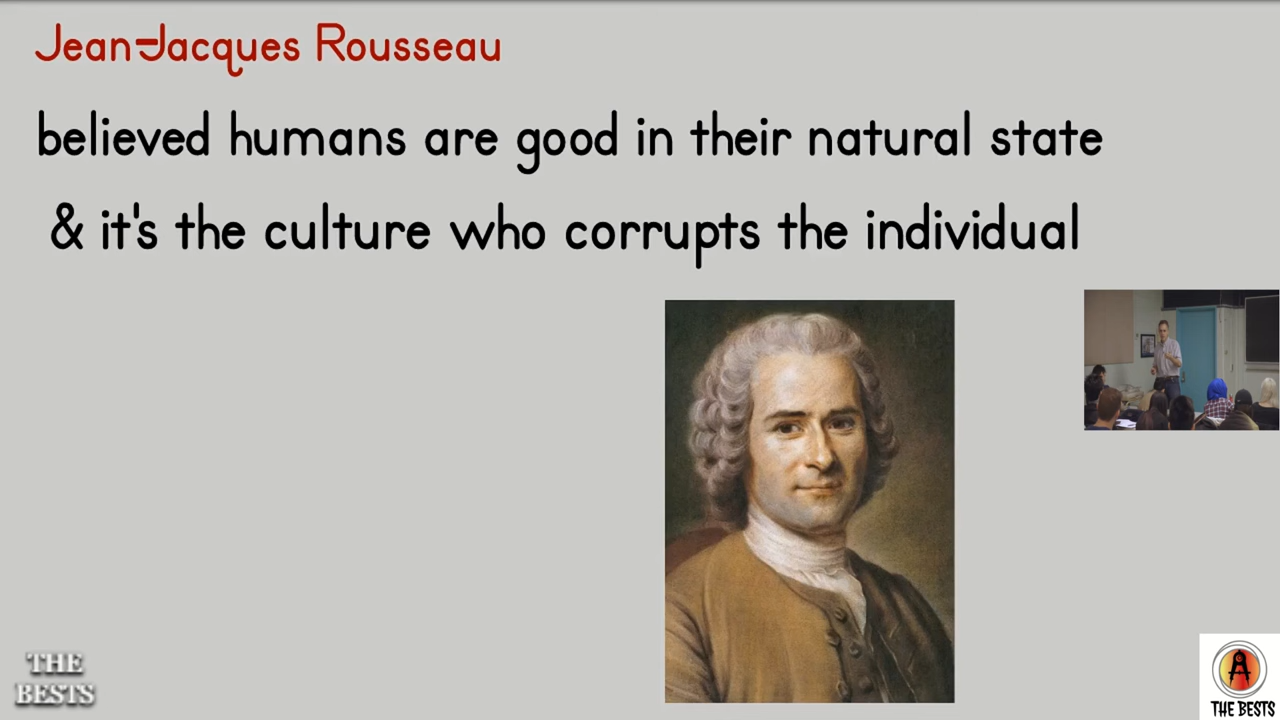 Jean-Jacques Rousseau
believed humans are good in their natural state
& it's the culture who corrupts the individual
THE
BESTS
A
THE BESTS